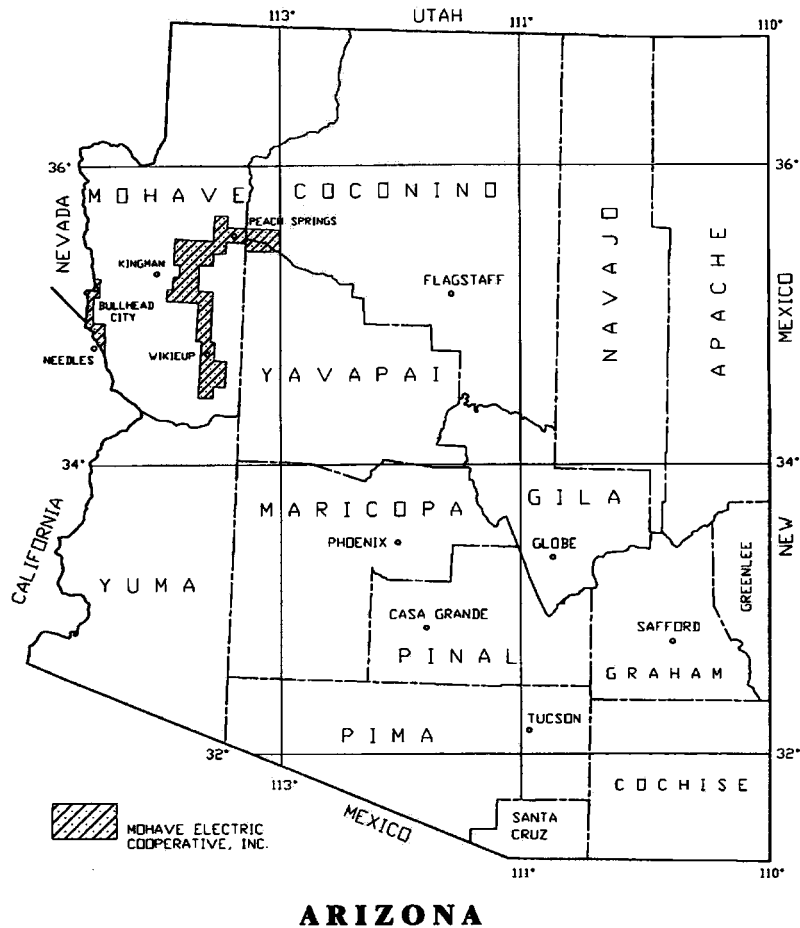 UTAH
113°
111°
110°
36°
36°
MOHAVE
COCONINO
NEVADA
PEACH SPRINGS
KINGMAN
FLAGSTAFF
NAVAJO
APACHE
BULLHEAD
CITY
NEEDLES
WIKIEUP
YAVAPAI
MEXICO
NEW
34°
34°
MARICOPA
GILA
CALIFORNIA
PHOENIX
GLOBE
YUMA
GREENLEE
CASA GRANDE
SAFFORD
PINAL
GRAHAM
TUCSON
PIMA
32°
32°
113°
COCHISE
MEXICO
SANTA
CRUZ
MOHAVE ELECTRIC
COOPERATIVE, INC.
111°
110°
ARIZONA